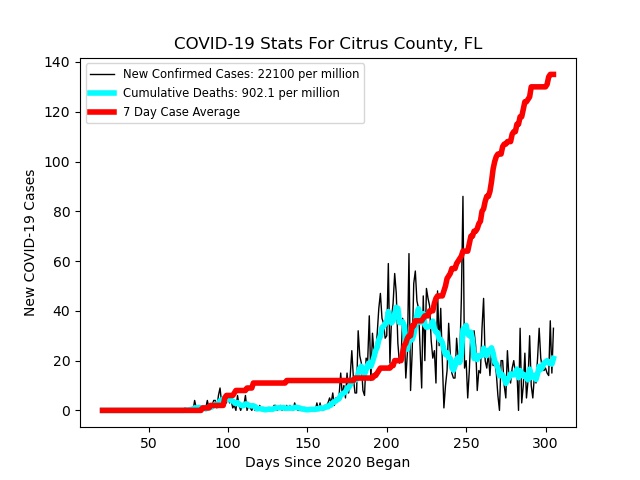 COVID-19 Stats For Citrus County, FL
New Confirmed Cases: 22100 per million
Cumulative Deaths: 902.1 per million
7 Day Case Average
New COVID-19 Cases
140
120
100
80
60
40
20
0
50 100 150 200 250 300
Days Since 2020 Began